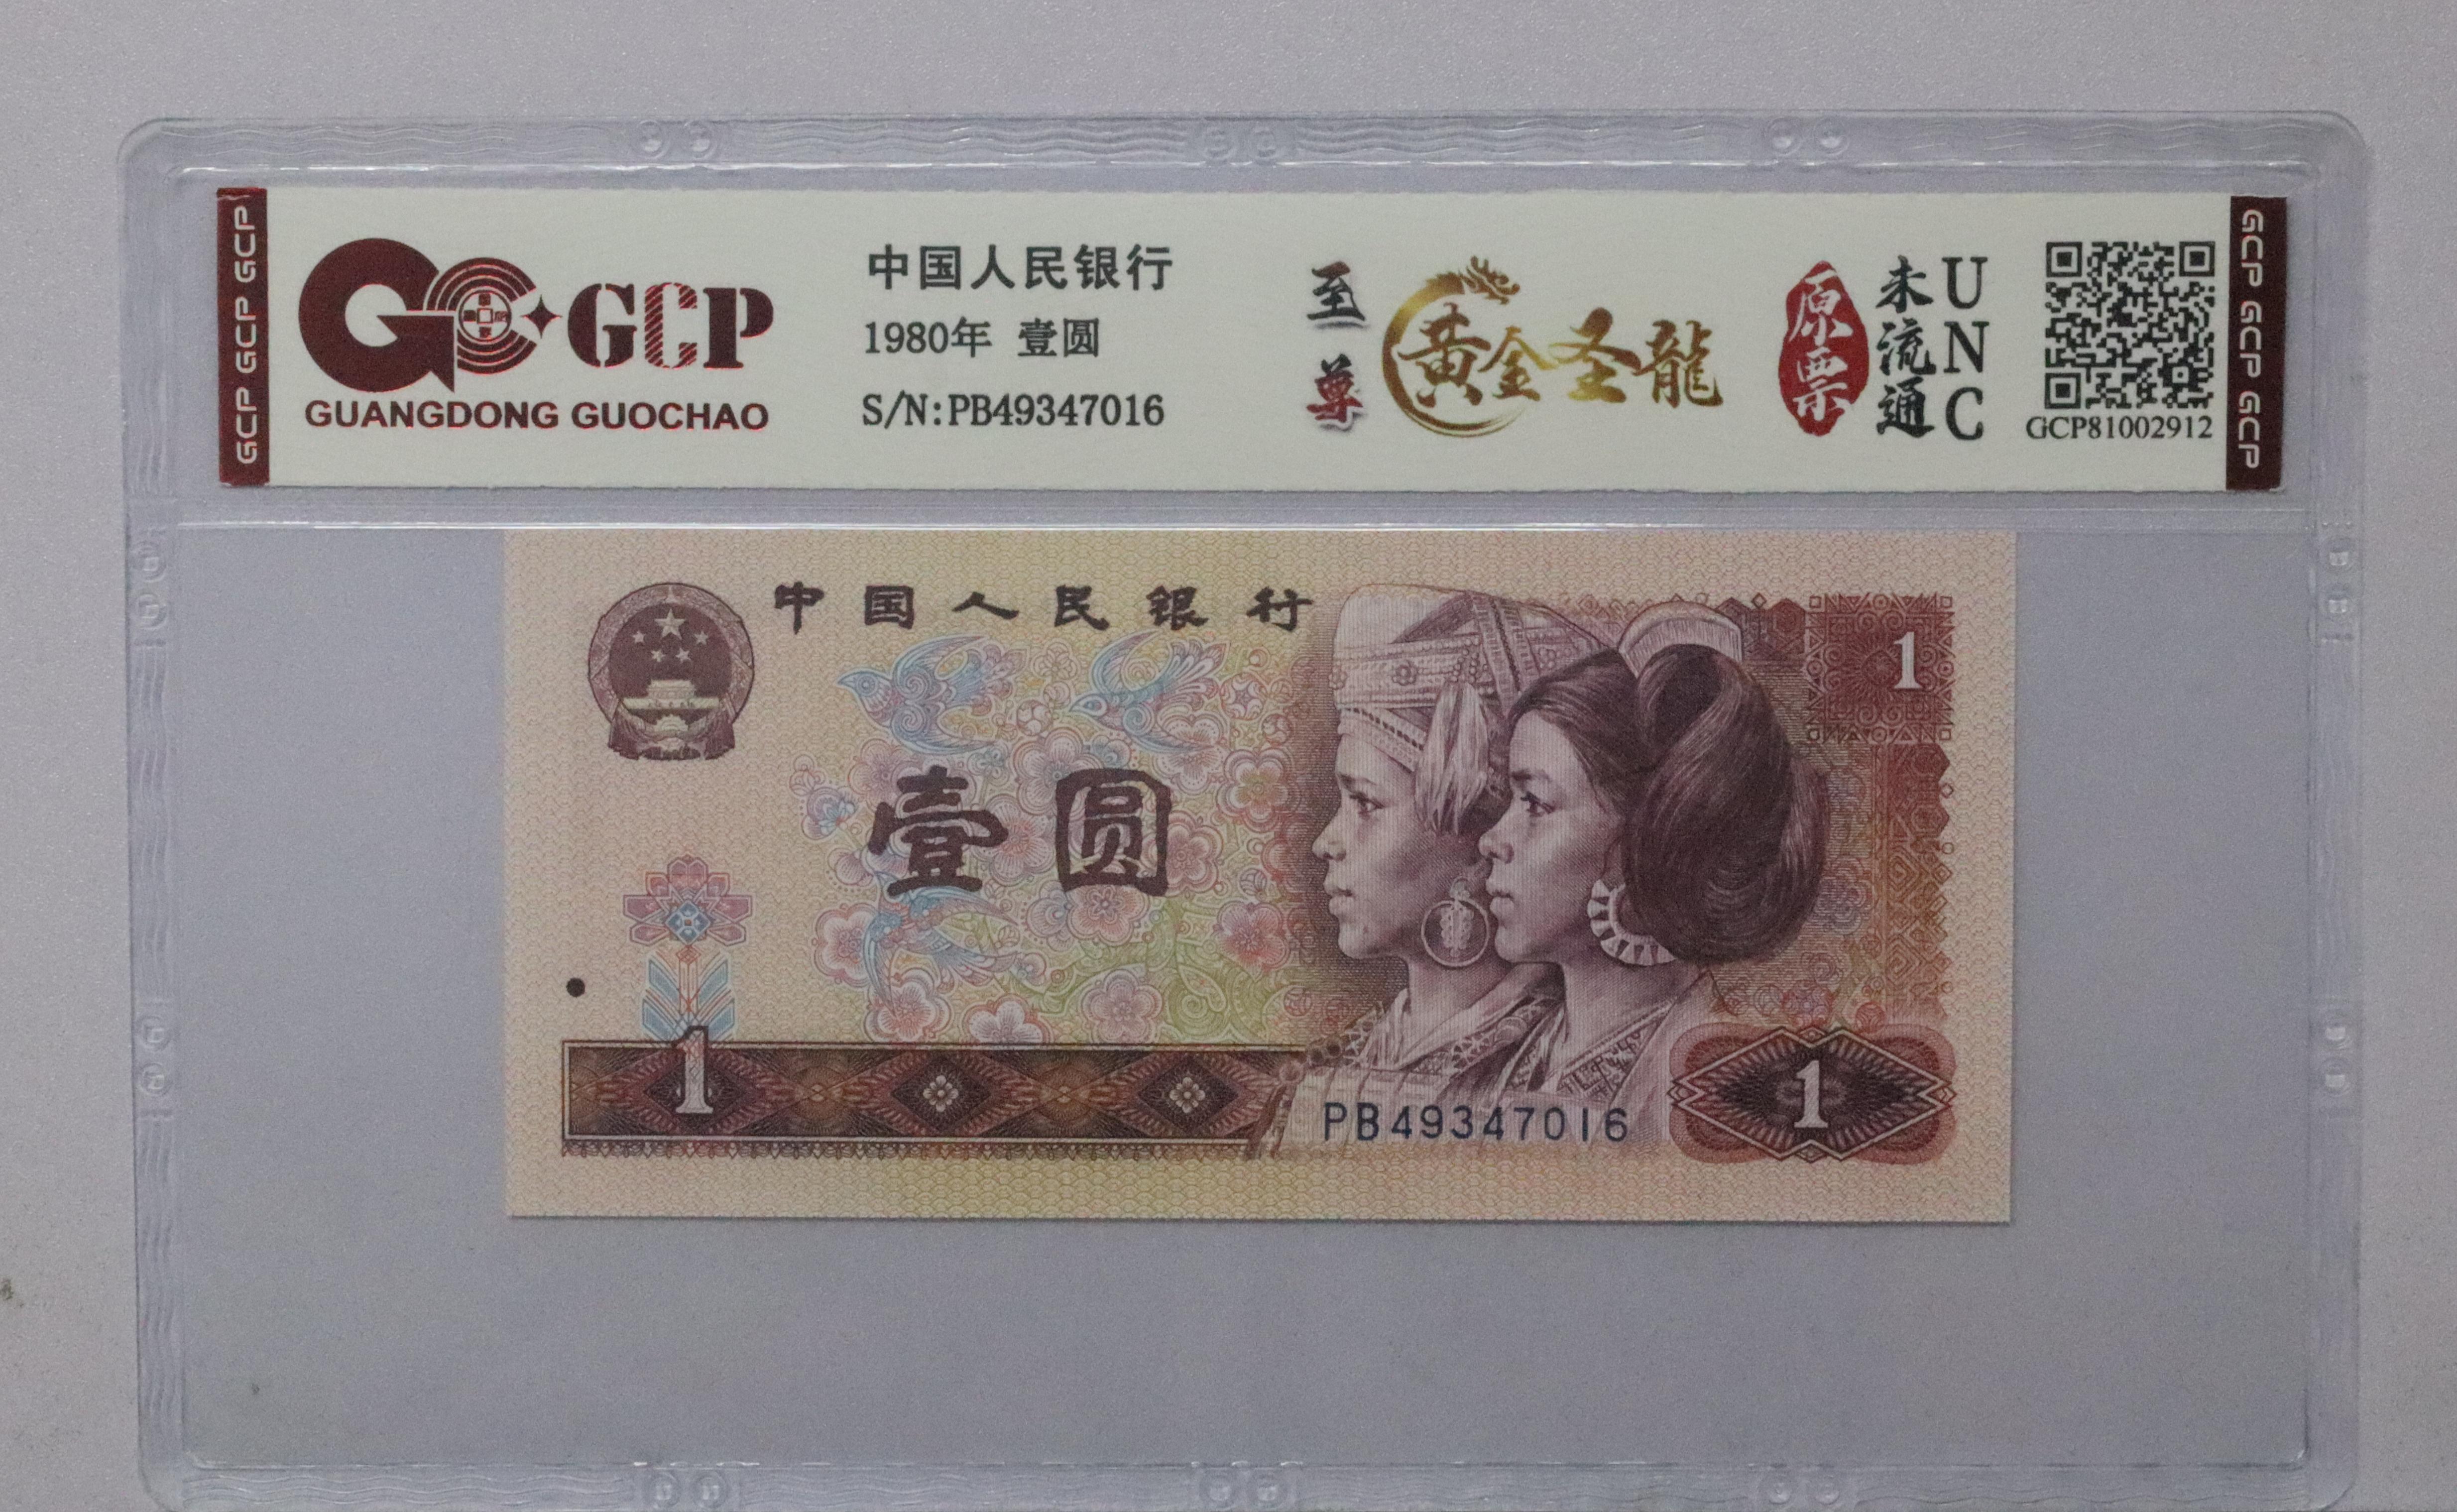 GCP GCP GCP GCP
GCP
GUANGDONG GUOCHAO
中国人民银行
1980年 壹圆
S/N:PB49347016
至尊
黄金圣龍
原票
未流通
UNC
GCP81002912
GCP GCP GCP GCP
中国人民银行
1
壹圆
1
PB49347016
1